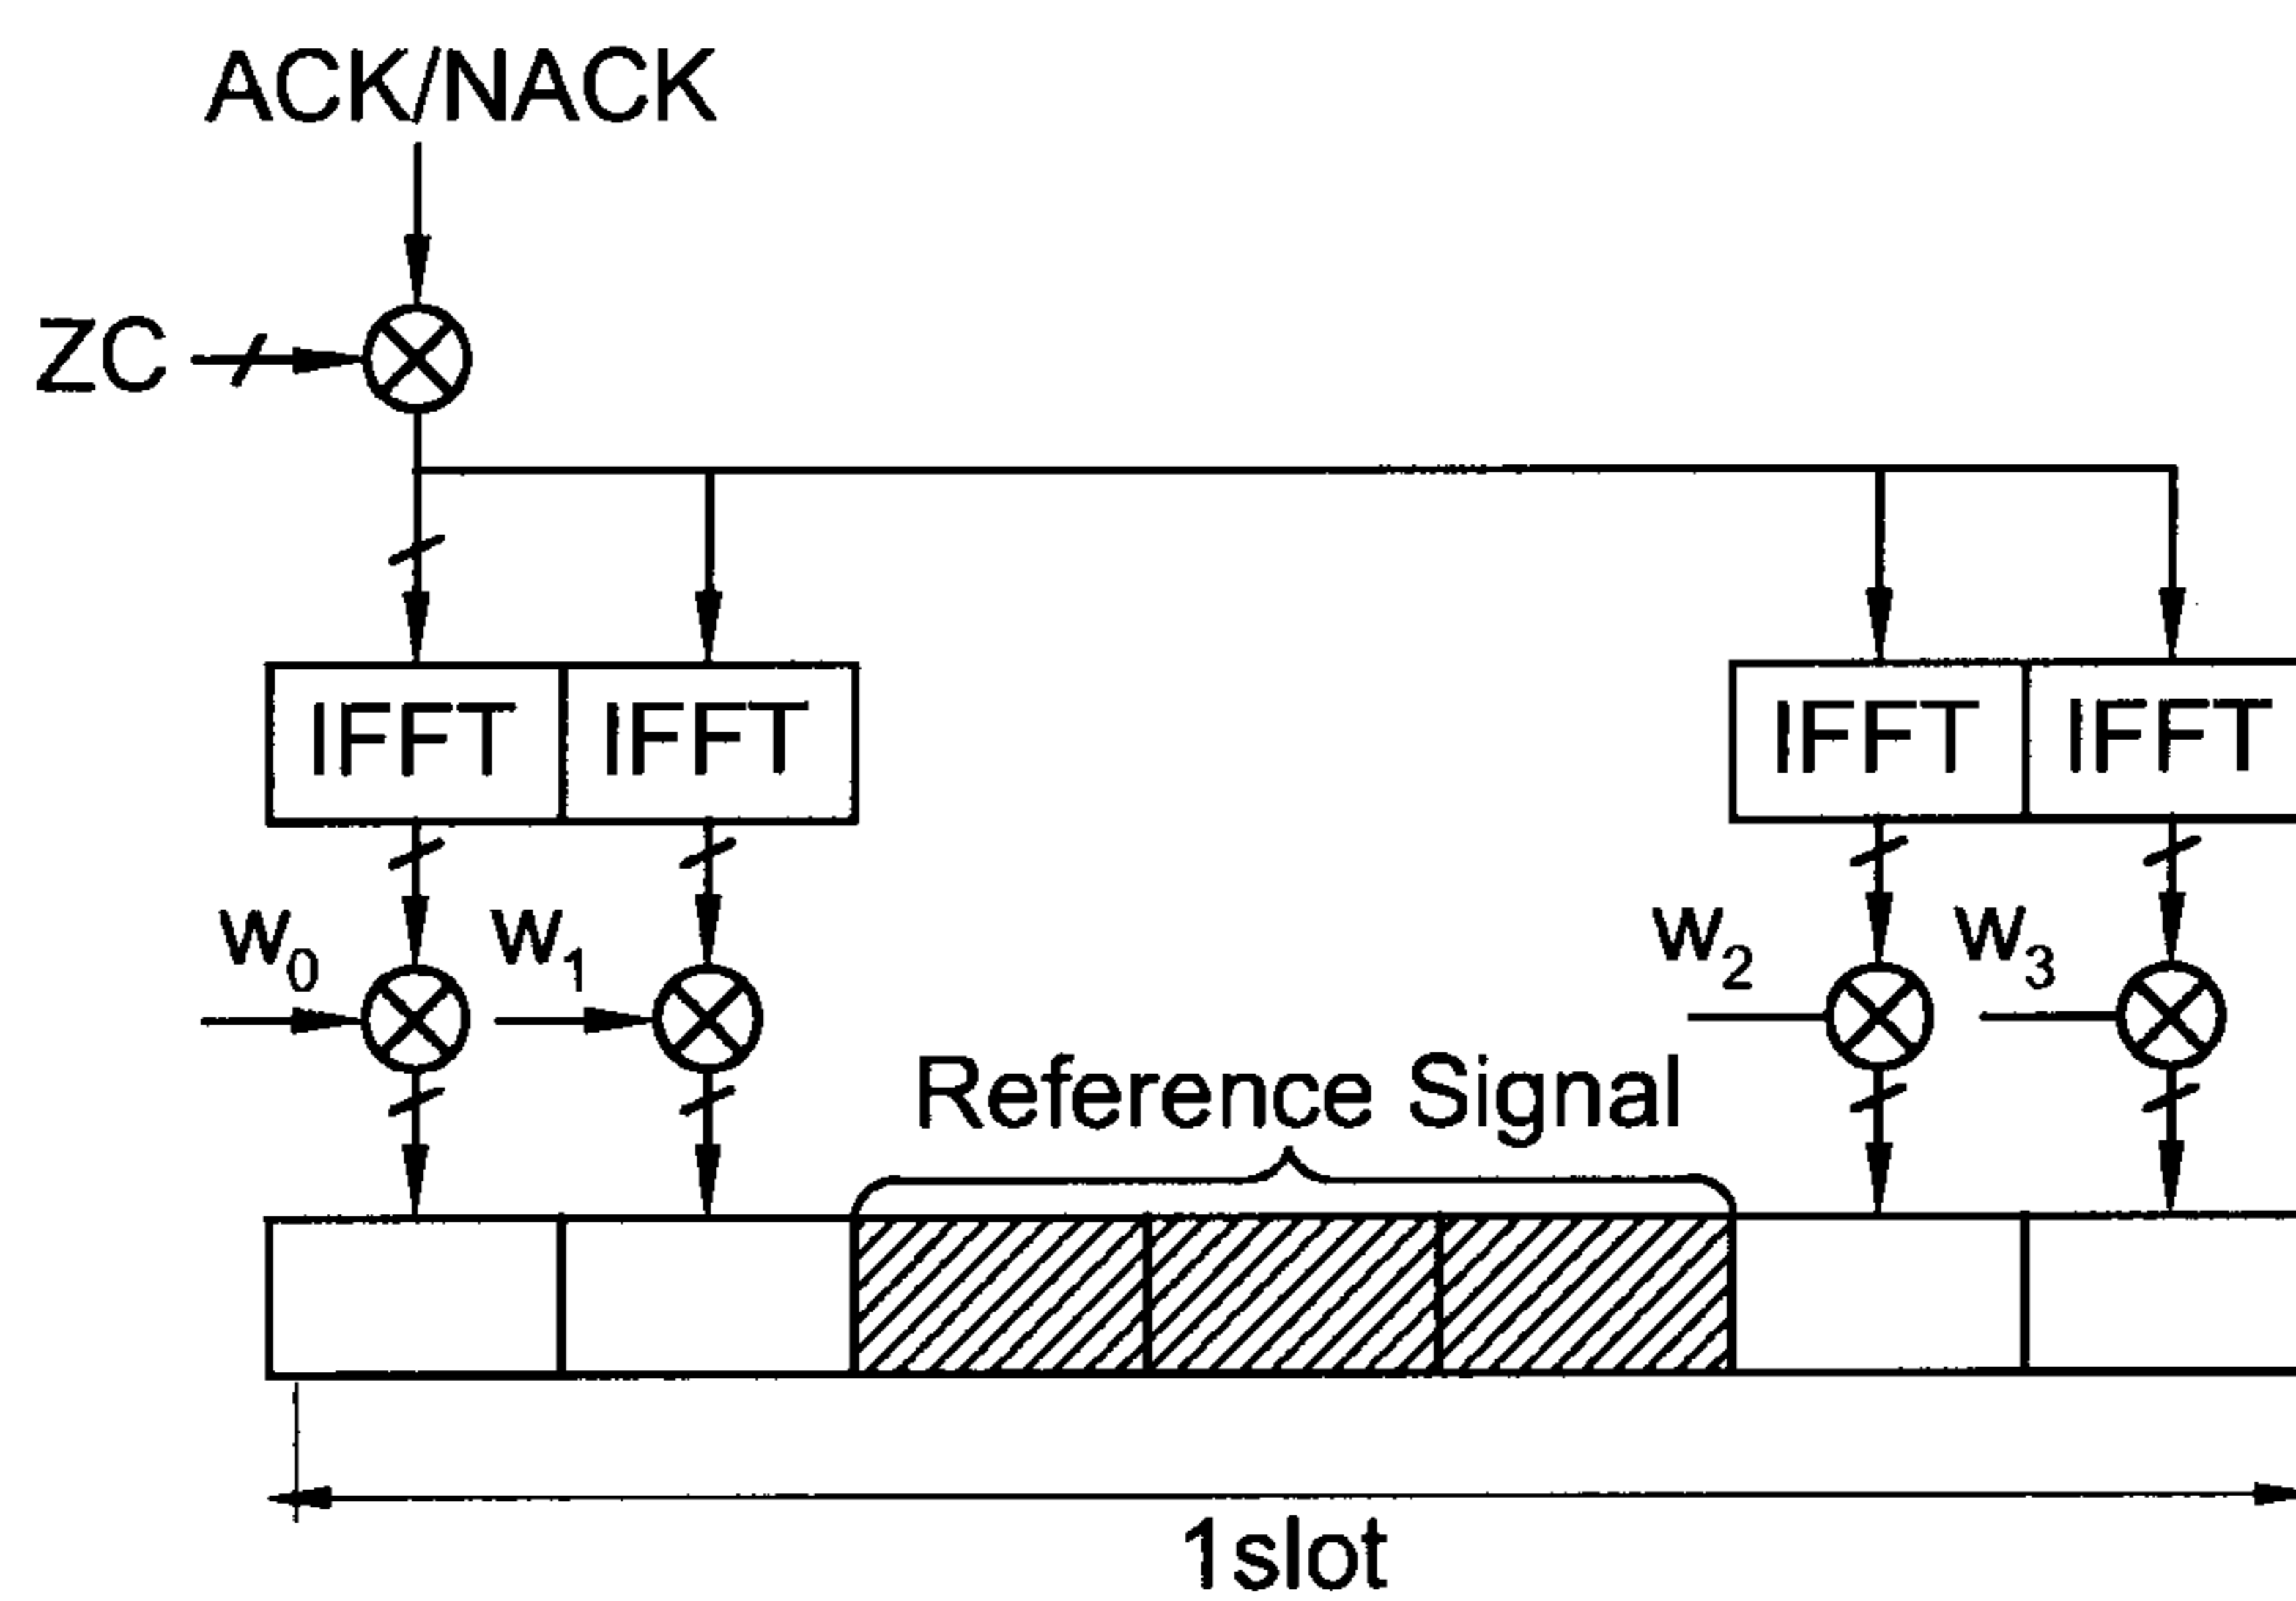 ACK/NACK
ZC
IFFT IFFT IFFT IFFT
w0 w1 w2 w3
Reference Signal
1slot